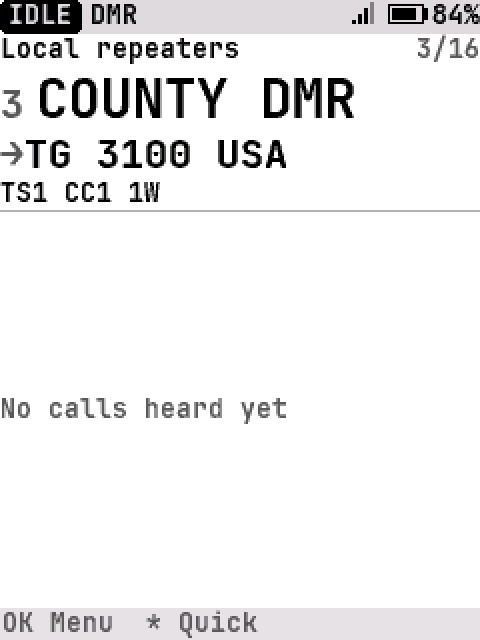 IDLE DMR 84%
Local repeaters 3/16
3 COUNTY DMR
→TG 3100 USA
TS1 CC1 1W
No calls heard yet
OK Menu * Quick